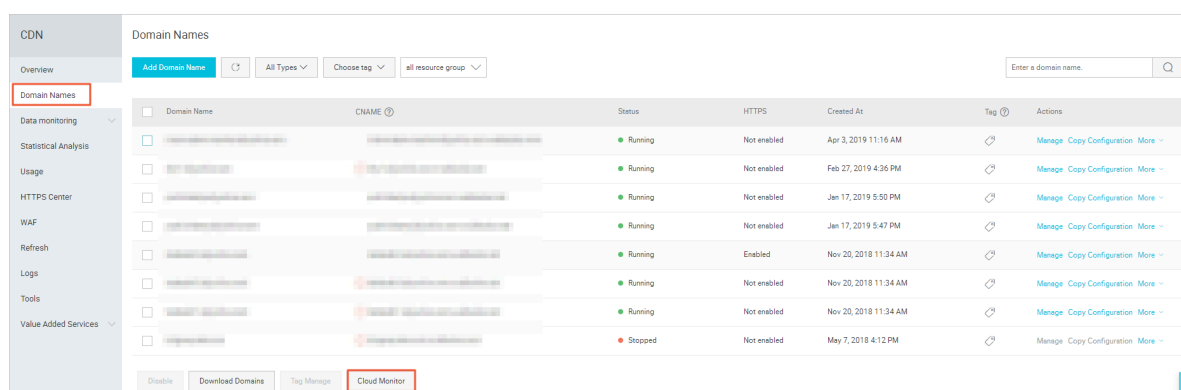 CDN
Domain Names
Overview
Domain Names
Data monitoring
Statistical Analysis
Usage
HTTPS Center
WAF
Refresh
Logs
Tools
Value Added Services
Add Domain Name All Types Choose tag all resource group Enter a domain name.
Domain Name CNAME Status HTTPS Created At Tag Actions
Running Not enabled Apr 3, 2019 11:16 AM Manage Copy Configuration More
Running Not enabled Feb 27, 2019 4:36 PM Manage Copy Configuration More
Running Not enabled Jan 17, 2019 5:50 PM Manage Copy Configuration More
Running Not enabled Jan 17, 2019 5:47 PM Manage Copy Configuration More
Running Enabled Nov 20, 2018 11:34 AM Manage Copy Configuration More
Running Not enabled Nov 20, 2018 11:34 AM Manage Copy Configuration More
Running Not enabled Nov 20, 2018 11:34 AM Manage Copy Configuration More
Stopped Not enabled May 7, 2018 4:12 PM Manage Copy Configuration More
Disable Download Domains Tag Manage Cloud Monitor